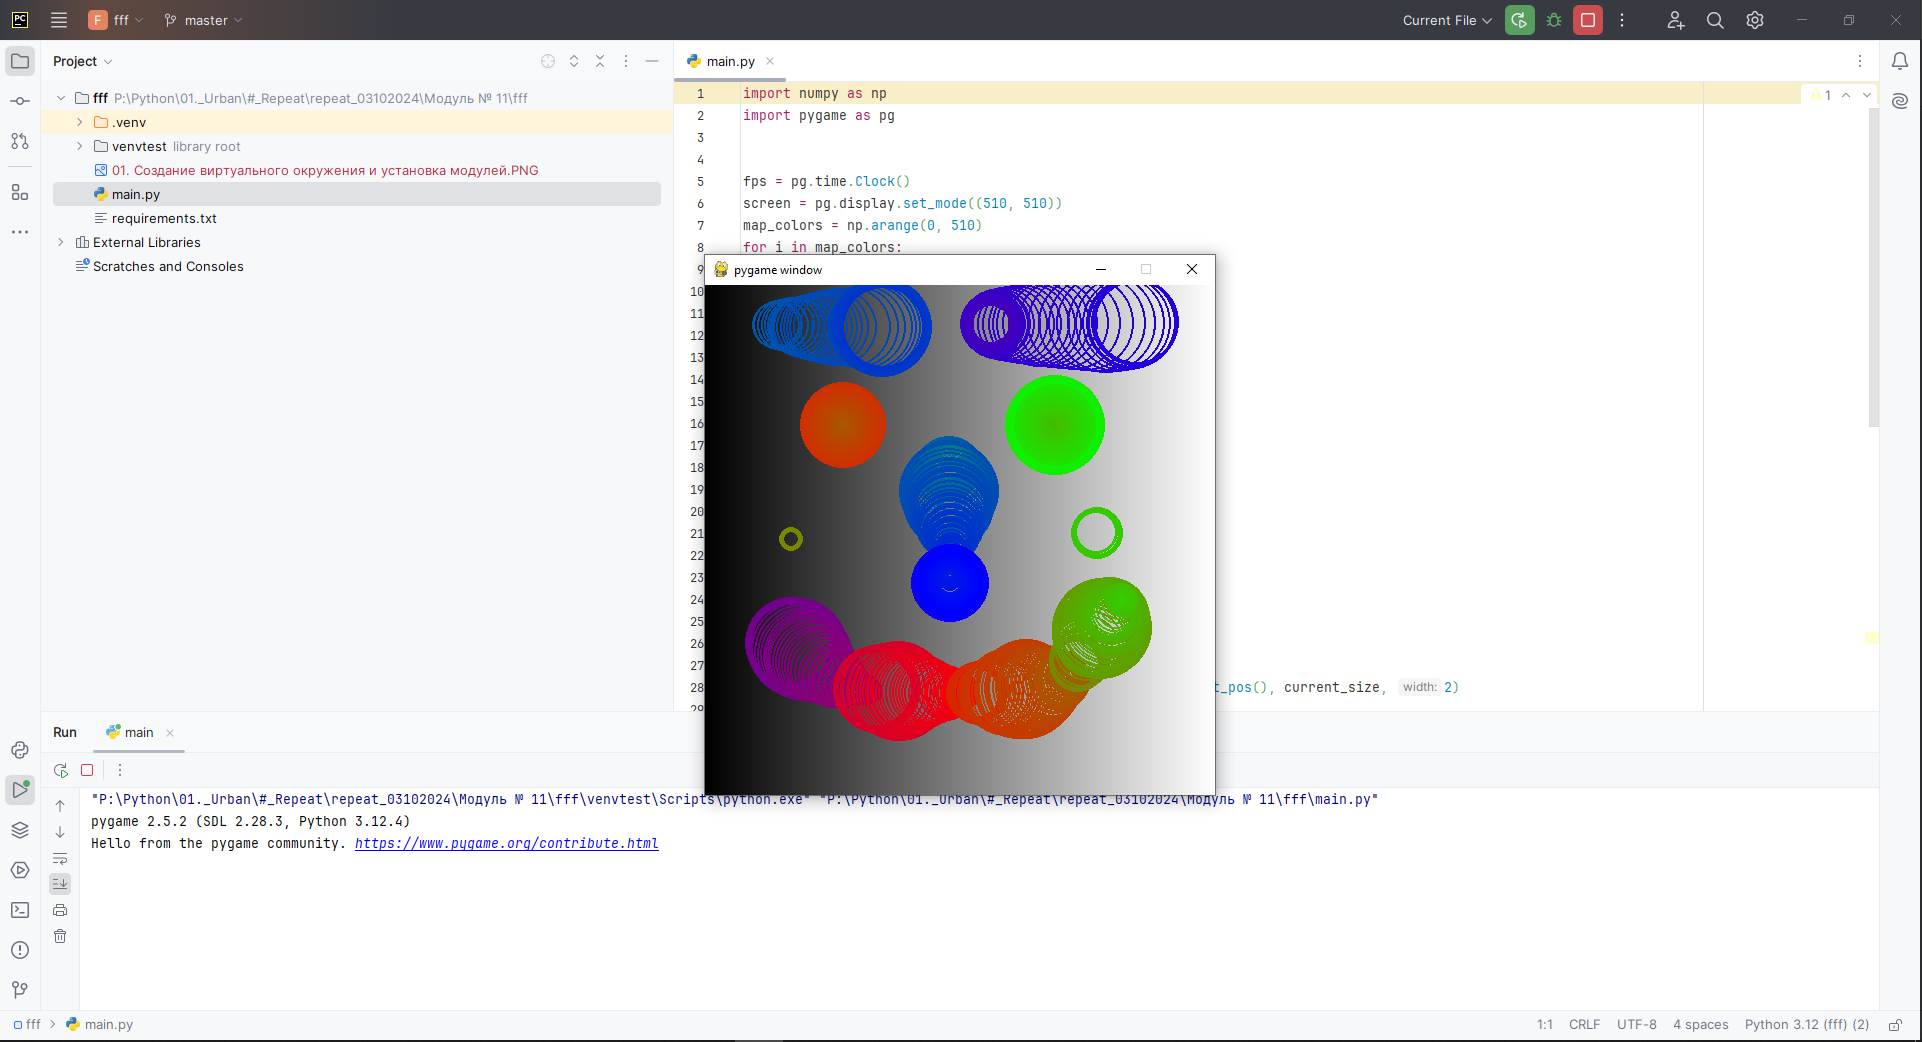 PC
F fff
master
Current File
Project
main.py
fff P:\Python\01._Urban\#_Repeat\repeat_03102024\Модуль № 11\fff
.venv
venvtest library root
01. Создание виртуального окружения и установка модулей.PNG
main.py
requirements.txt
External Libraries
Scratches and Consoles
1 import numpy as np
1
2 import pygame as pg
3
4
5 fps = pg.time.Clock()
6 screen = pg.display.set_mode((510, 510))
7 map_colors = np.arange(0, 510)
8 for i in map_colors:
9
pygame window
10
11
12
13
14
15
16
17
18
19
20
21
22
23
24
25
26
27
28 t_pos(), current_size, width: 2)
29
Run main
"P:\Python\01._Urban\#_Repeat\repeat_03102024\Модуль № 11\fff\venvtest\Scripts\python.exe" "P:\Python\01._Urban\#_Repeat\repeat_03102024\Модуль № 11\fff\main.py"
pygame 2.5.2 (SDL 2.28.3, Python 3.12.4)
Hello from the pygame community. https://www.pygame.org/contribute.html
fff > main.py
1:1 CRLF UTF-8 4 spaces Python 3.12 (fff) (2)